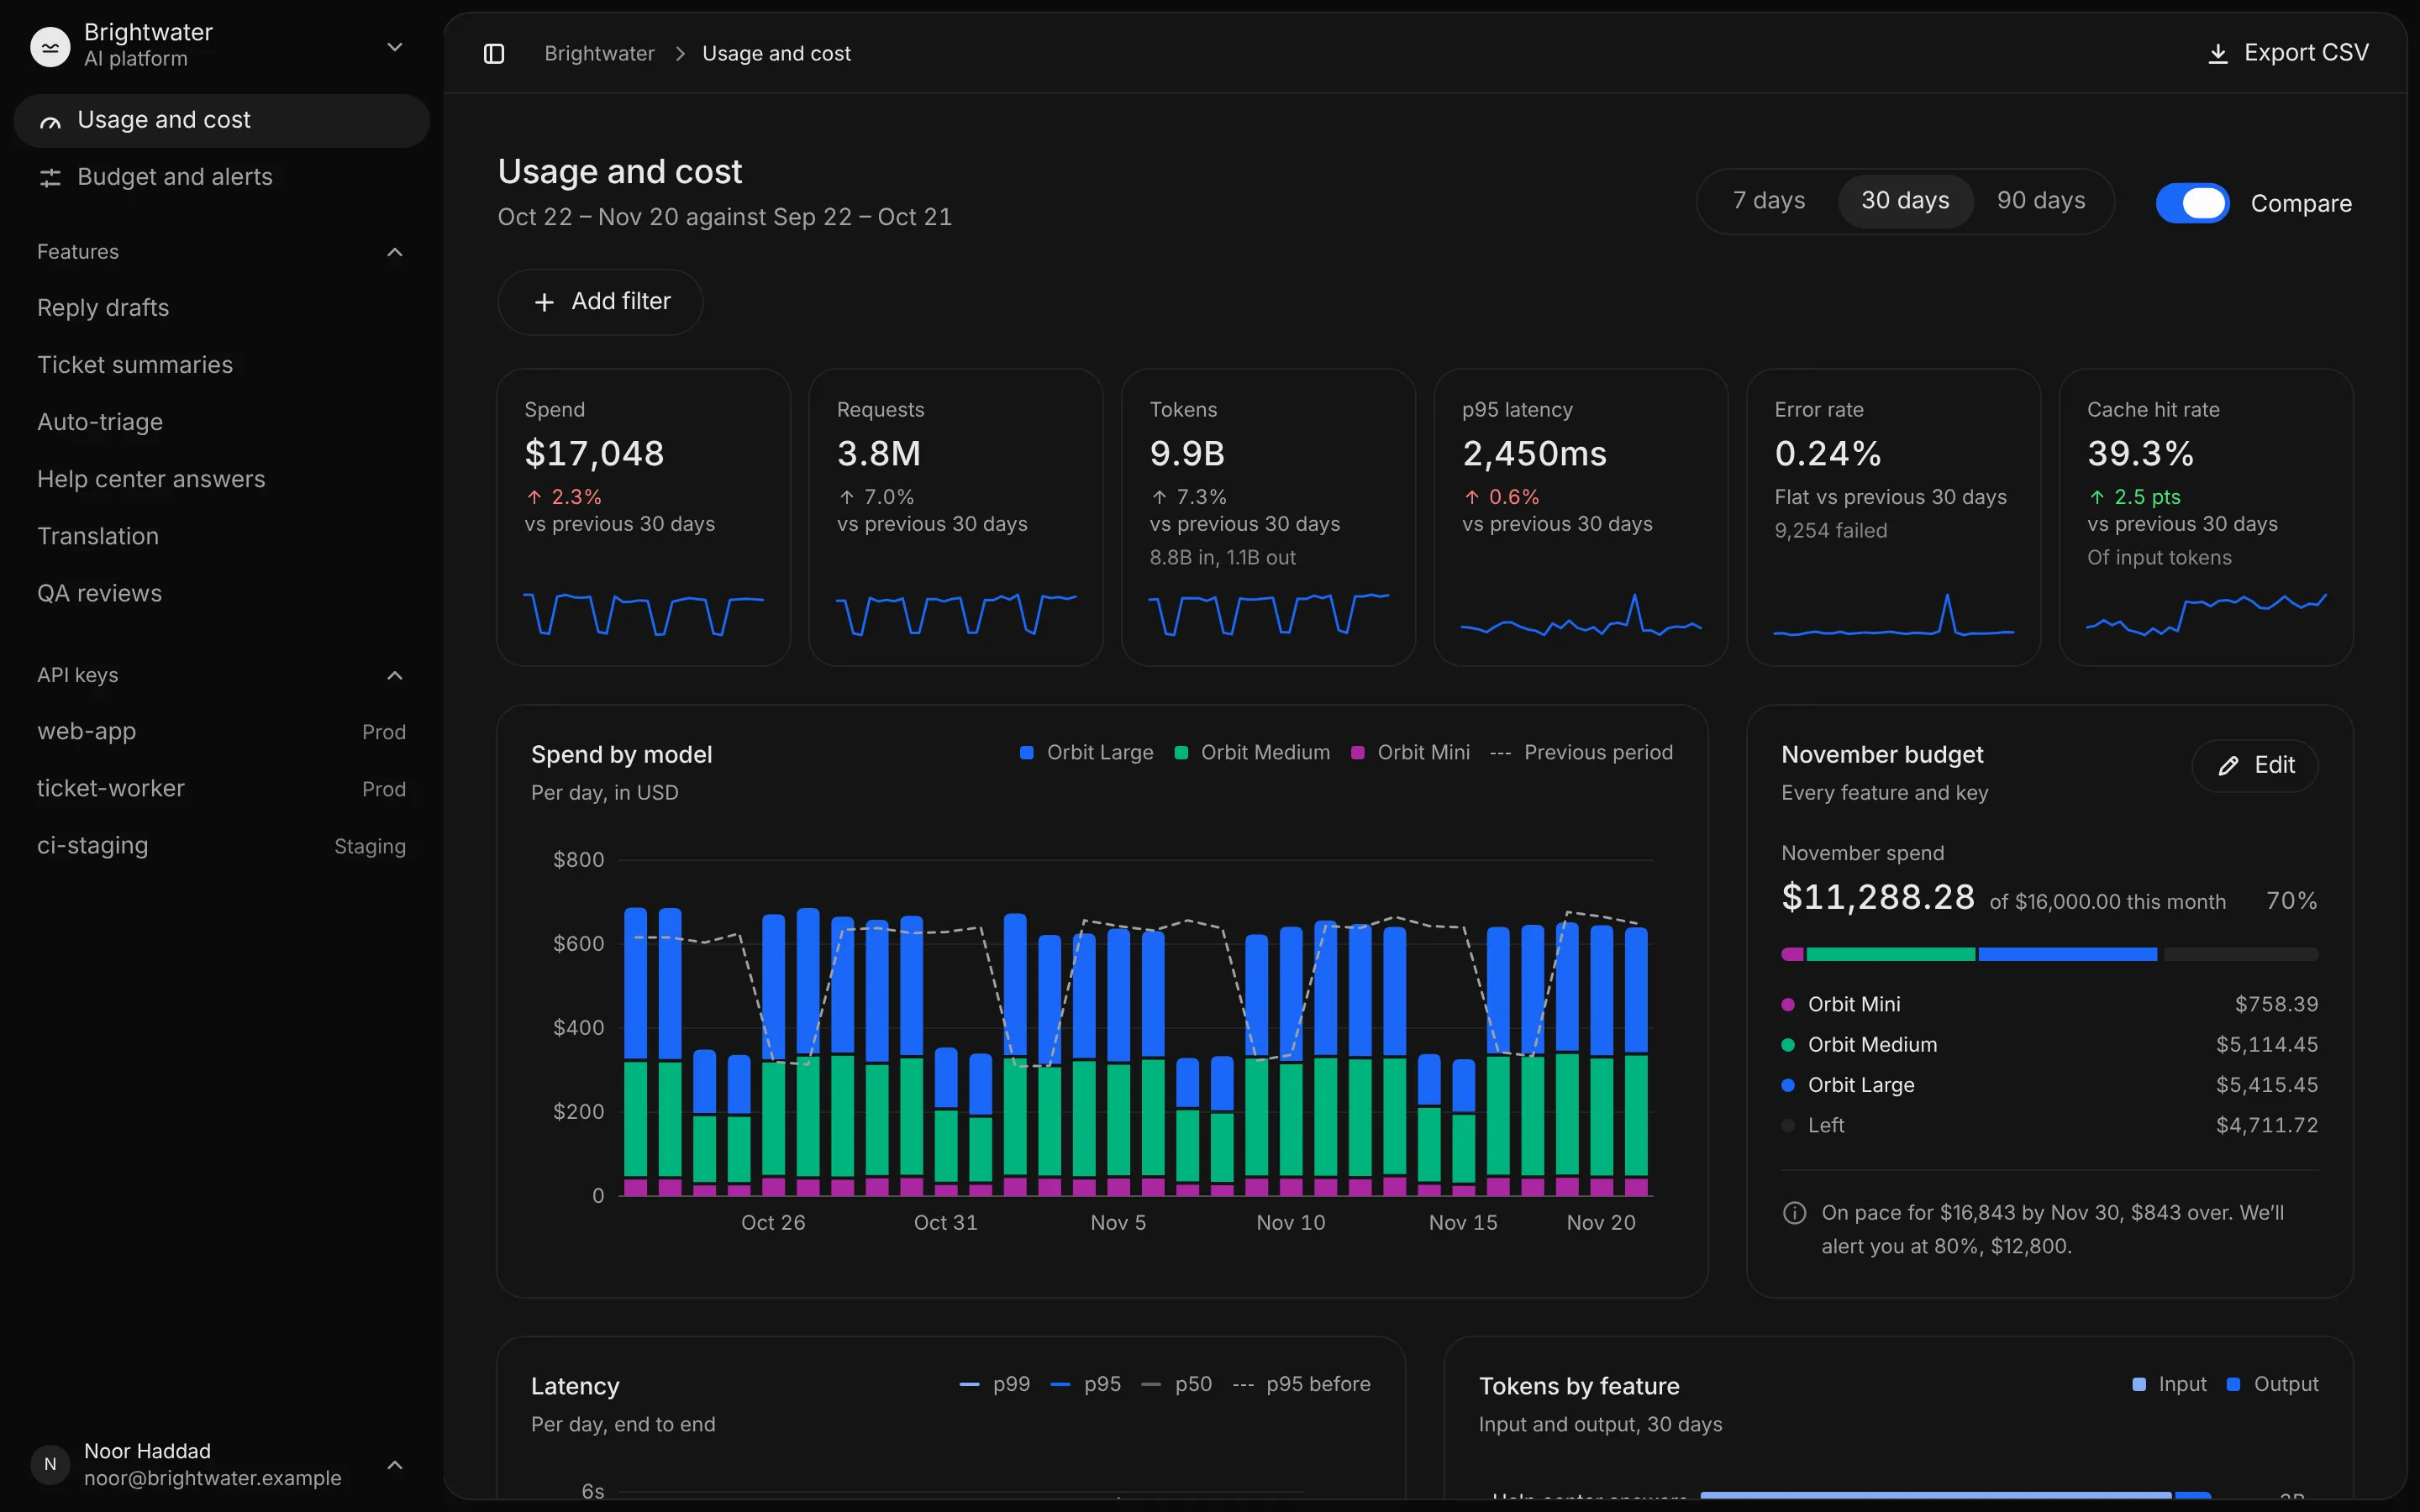 Brightwater
AI platform
Usage and cost
Budget and alerts
Features
Reply drafts
Ticket summaries
Auto-triage
Help center answers
Translation
QA reviews
API keys
web-app Prod
ticket-worker Prod
ci-staging Staging
N
Noor Haddad
noor@brightwater.example
Brightwater > Usage and cost
Export CSV
Usage and cost
Oct 22 – Nov 20 against Sep 22 – Oct 21
7 days 30 days 90 days
Compare
Add filter
Spend
$17,048
↑ 2.3%
vs previous 30 days
Requests
3.8M
↑ 7.0%
vs previous 30 days
Tokens
9.9B
↑ 7.3%
vs previous 30 days
8.8B in, 1.1B out
p95 latency
2,450ms
↑ 0.6%
vs previous 30 days
Error rate
0.24%
Flat vs previous 30 days
9,254 failed
Cache hit rate
39.3%
↑ 2.5 pts
vs previous 30 days
Of input tokens
Spend by model
Per day, in USD
Orbit Large Orbit Medium Orbit Mini Previous period
$800
$600
$400
$200
0
Oct 26 Oct 31 Nov 5 Nov 10 Nov 15 Nov 20
November budget
Every feature and key
Edit
November spend
$11,288.28 of $16,000.00 this month 70%
Orbit Mini $758.39
Orbit Medium $5,114.45
Orbit Large $5,415.45
Left $4,711.72
On pace for $16,843 by Nov 30, $843 over. We'll
alert you at 80%, $12,800.
Latency
Per day, end to end
p99 p95 p50 p95 before
6s
Tokens by feature
Input and output, 30 days
Input Output
Help center answers